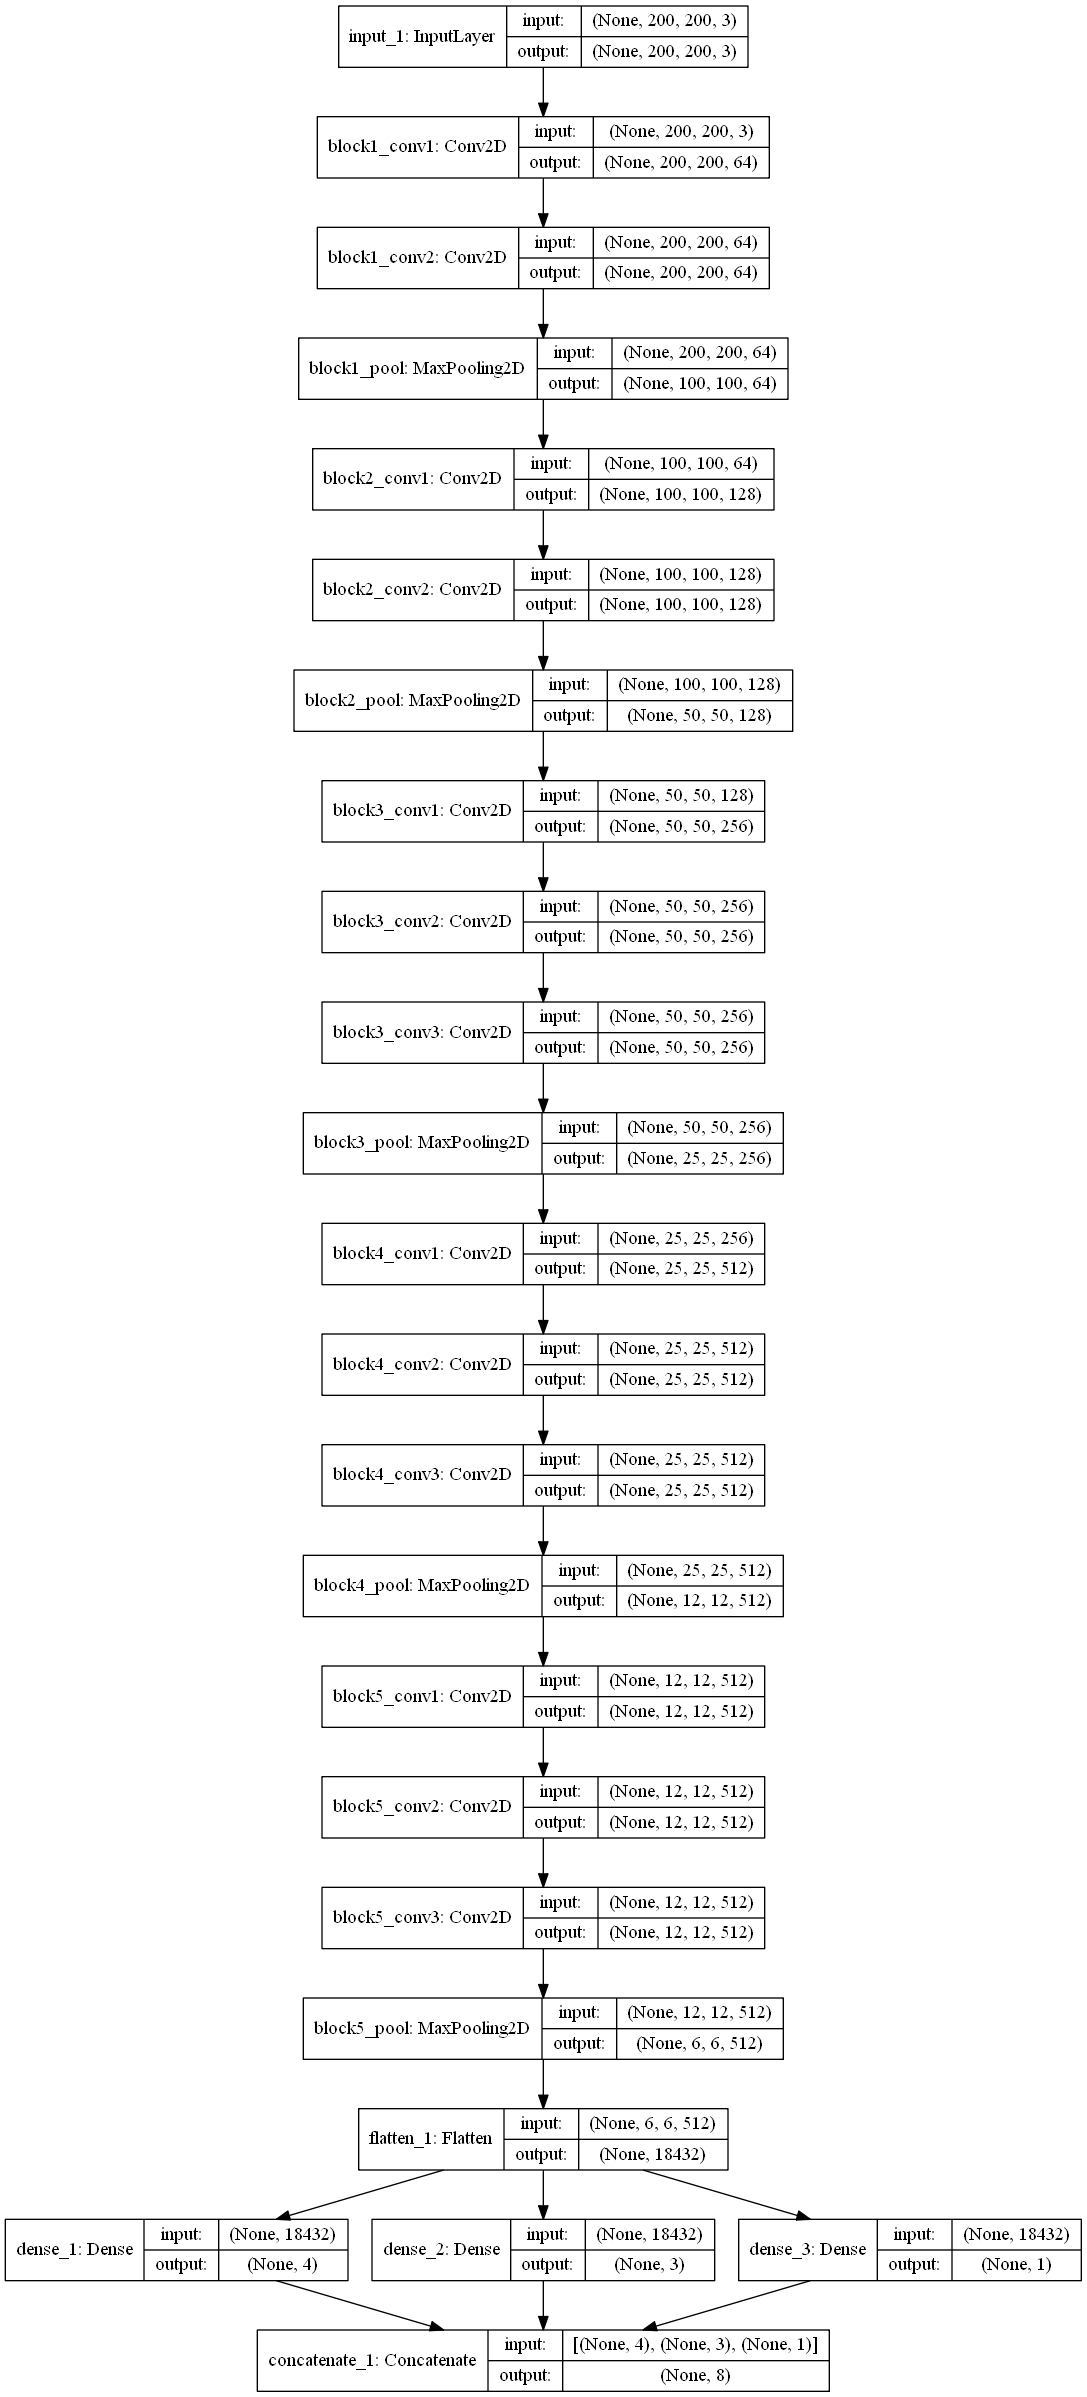 input_1: InputLayer
input: (None, 200, 200, 3)
output: (None, 200, 200, 3)
block1_conv1: Conv2D
input: (None, 200, 200, 3)
output: (None, 200, 200, 64)
block1_conv2: Conv2D
input: (None, 200, 200, 64)
output: (None, 200, 200, 64)
block1_pool: MaxPooling2D
input: (None, 200, 200, 64)
output: (None, 100, 100, 64)
block2_conv1: Conv2D
input: (None, 100, 100, 64)
output: (None, 100, 100, 128)
block2_conv2: Conv2D
input: (None, 100, 100, 128)
output: (None, 100, 100, 128)
block2_pool: MaxPooling2D
input: (None, 100, 100, 128)
output: (None, 50, 50, 128)
block3_conv1: Conv2D
input: (None, 50, 50, 128)
output: (None, 50, 50, 256)
block3_conv2: Conv2D
input: (None, 50, 50, 256)
output: (None, 50, 50, 256)
block3_conv3: Conv2D
input: (None, 50, 50, 256)
output: (None, 50, 50, 256)
block3_pool: MaxPooling2D
input: (None, 50, 50, 256)
output: (None, 25, 25, 256)
block4_conv1: Conv2D
input: (None, 25, 25, 256)
output: (None, 25, 25, 512)
block4_conv2: Conv2D
input: (None, 25, 25, 512)
output: (None, 25, 25, 512)
block4_conv3: Conv2D
input: (None, 25, 25, 512)
output: (None, 25, 25, 512)
block4_pool: MaxPooling2D
input: (None, 25, 25, 512)
output: (None, 12, 12, 512)
block5_conv1: Conv2D
input: (None, 12, 12, 512)
output: (None, 12, 12, 512)
block5_conv2: Conv2D
input: (None, 12, 12, 512)
output: (None, 12, 12, 512)
block5_conv3: Conv2D
input: (None, 12, 12, 512)
output: (None, 12, 12, 512)
block5_pool: MaxPooling2D
input: (None, 12, 12, 512)
output: (None, 6, 6, 512)
flatten_1: Flatten
input: (None, 6, 6, 512)
output: (None, 18432)
dense_1: Dense
input: (None, 18432)
output: (None, 4)
dense_2: Dense
input: (None, 18432)
output: (None, 3)
dense_3: Dense
input: (None, 18432)
output: (None, 1)
concatenate_1: Concatenate
input: [(None, 4), (None, 3), (None, 1)]
output: (None, 8)